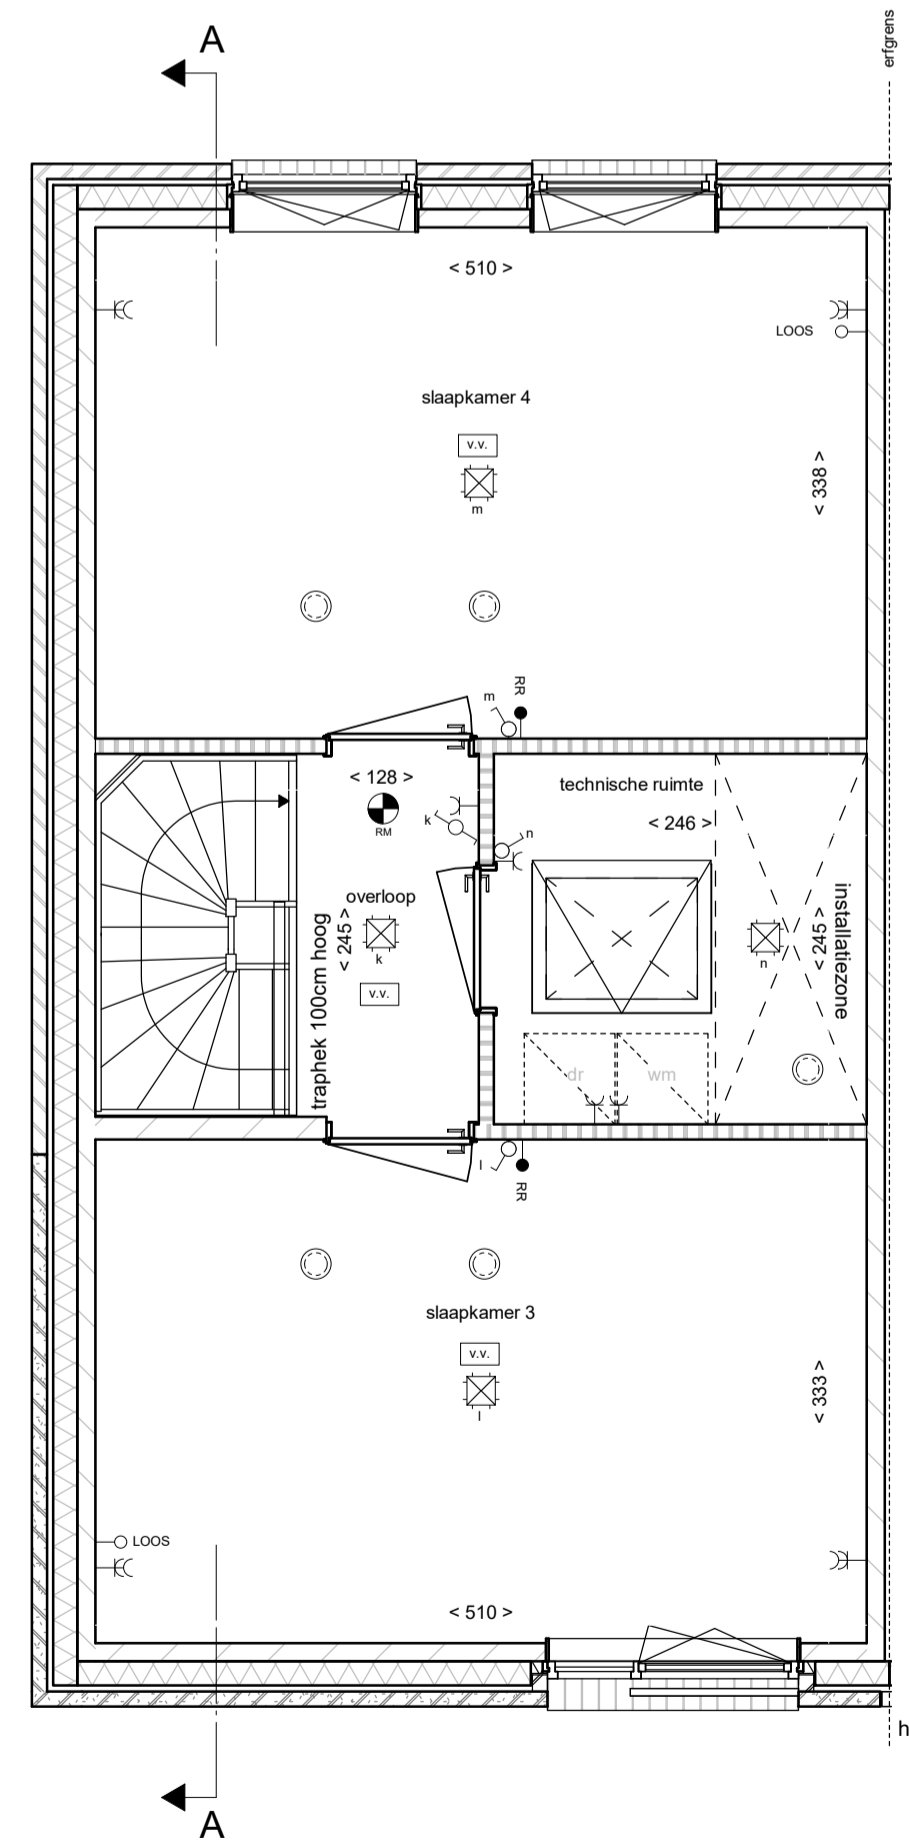 A
erfgrens
< 510 >
LOOS
slaapkamer 4
v.v.
< 338 >
m
m
RR
< 128 >
RM
k
n
technische ruimte
< 246 >
overloop
k
v.v.
< 245 >
traphek 100cm hoog
n
< 245 >
installatiezone
dr
wm
l
RR
slaapkamer 3
v.v.
l
< 333 >
LOOS
< 510 >
h
A